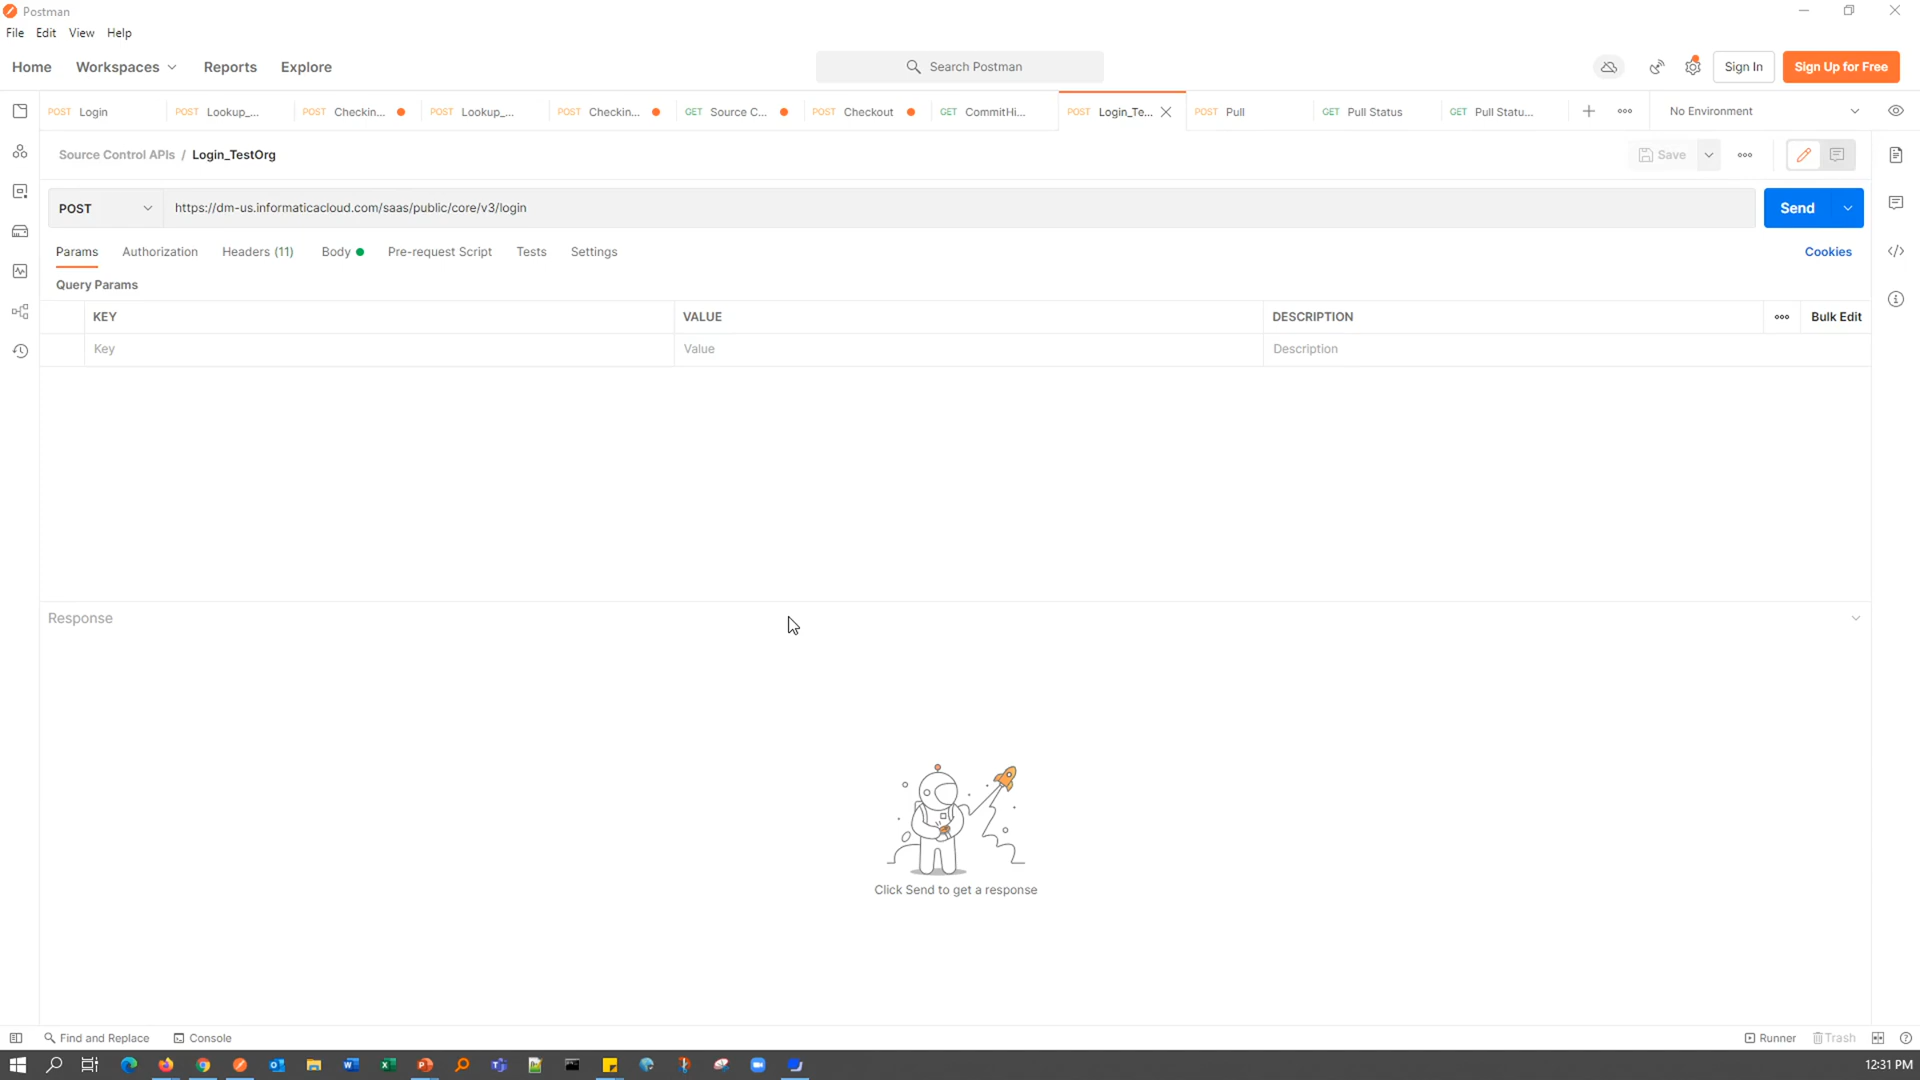 Postman
File Edit View Help
Home Workspaces Reports Explore Search Postman Sign In Sign Up for Free
POST Login POST Lookup_... POST Checkin... POST Lookup_... POST Checkin... GET Source C... POST Checkout GET CommitHi... POST Login_Te... POST Pull GET Pull Status GET Pull Statu... No Environment
Source Control APIs / Login_TestOrg Save
POST https://dm-us.informaticacloud.com/saas/public/core/v3/login Send
Params Authorization Headers (11) Body Pre-request Script Tests Settings Cookies
Query Params
KEY VALUE DESCRIPTION Bulk Edit
Key Value Description
Response
Click Send to get a response
Find and Replace Console Runner Trash
12:31 PM